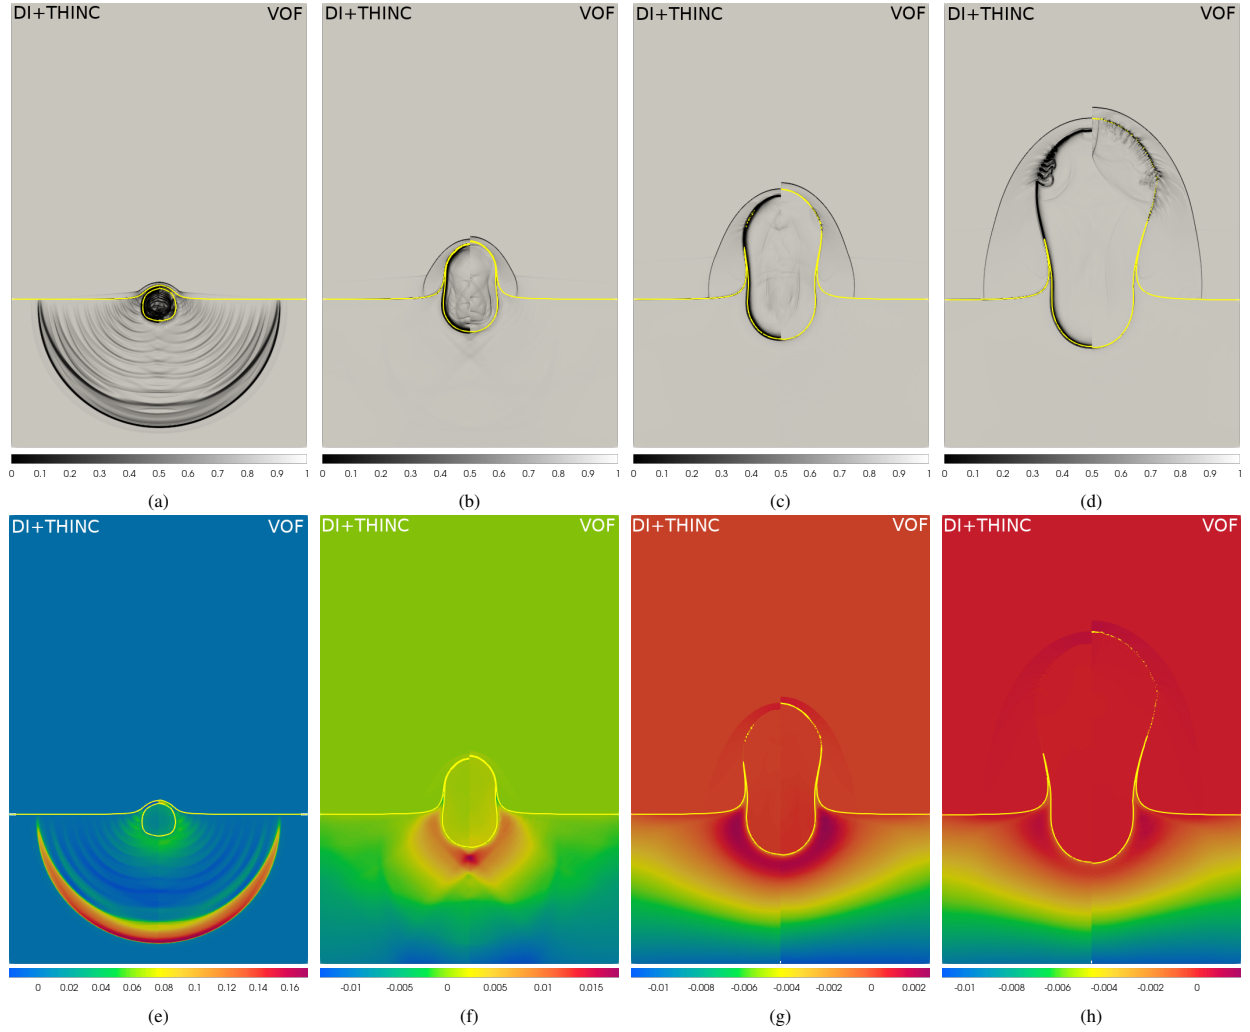 DI+THINC VOF DI+THINC VOF DI+THINC VOF DI+THINC VOF
0 0.1 0.2 0.3 0.4 0.5 0.6 0.7 0.8 0.9 1 0 0.1 0.2 0.3 0.4 0.5 0.6 0.7 0.8 0.9 1 0 0.1 0.2 0.3 0.4 0.5 0.6 0.7 0.8 0.9 1 0 0.1 0.2 0.3 0.4 0.5 0.6 0.7 0.8 0.9 1
(a) (b) (c) (d)
DI+THINC VOF DI+THINC VOF DI+THINC VOF DI+THINC VOF
0 0.02 0.04 0.06 0.08 0.1 0.12 0.14 0.16 -0.01 -0.005 0 0.005 0.01 0.015 -0.01 -0.008 -0.006 -0.004 -0.002 0 0.002 -0.01 -0.008 -0.006 -0.004 -0.002 0
(e) (f) (g) (h)